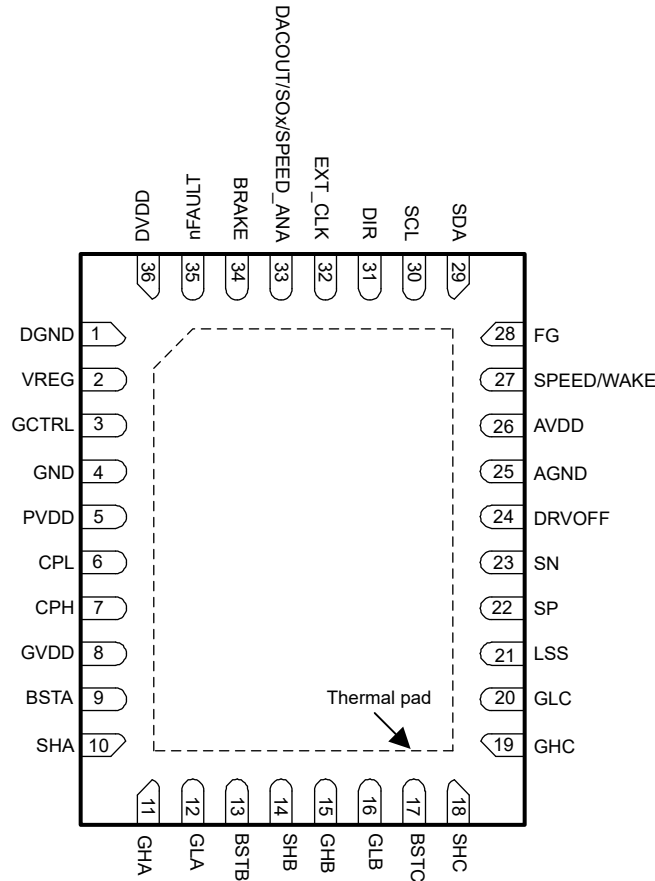 DVDD
nFAULT
BRAKE
DACOUT/SOx/SPEED_ANA
EXT_CLK
DIR
SCL
SDA
36
35
34
33
32
31
30
29
DGND 1
VREG 2
GCTRL 3
GND 4
PVDD 5
CPL 6
CPH 7
GVDD 8
BSTA 9
SHA 10
28 FG
27 SPEED/WAKE
26 AVDD
25 AGND
24 DRVOFF
23 SN
22 SP
21 LSS
20 GLC
19 GHC
Thermal pad
11
12
13
14
15
16
17
18
GHA
GLA
BSTB
SHB
GHB
GLB
BSTC
SHC